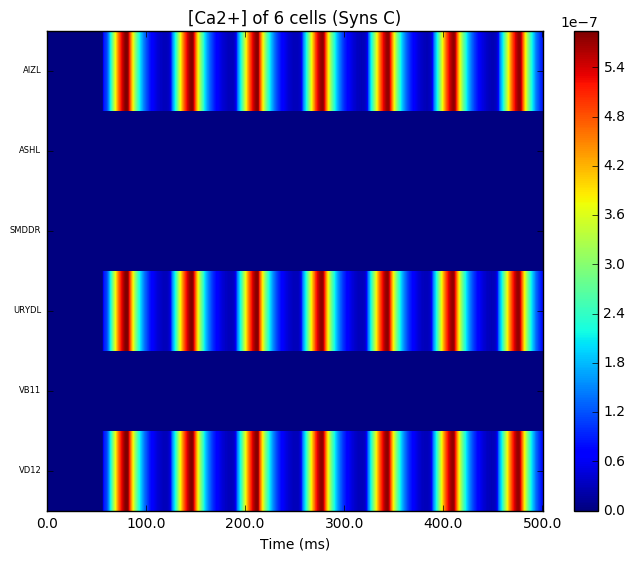 [Ca2+] of 6 cells (Syns C)
1e−7
AIZL
ASHL
SMDDR
URYDL
VB11
VD12
0.0 100.0 200.0 300.0 400.0 500.0
Time (ms)
5.4
4.8
4.2
3.6
3.0
2.4
1.8
1.2
0.6
0.0